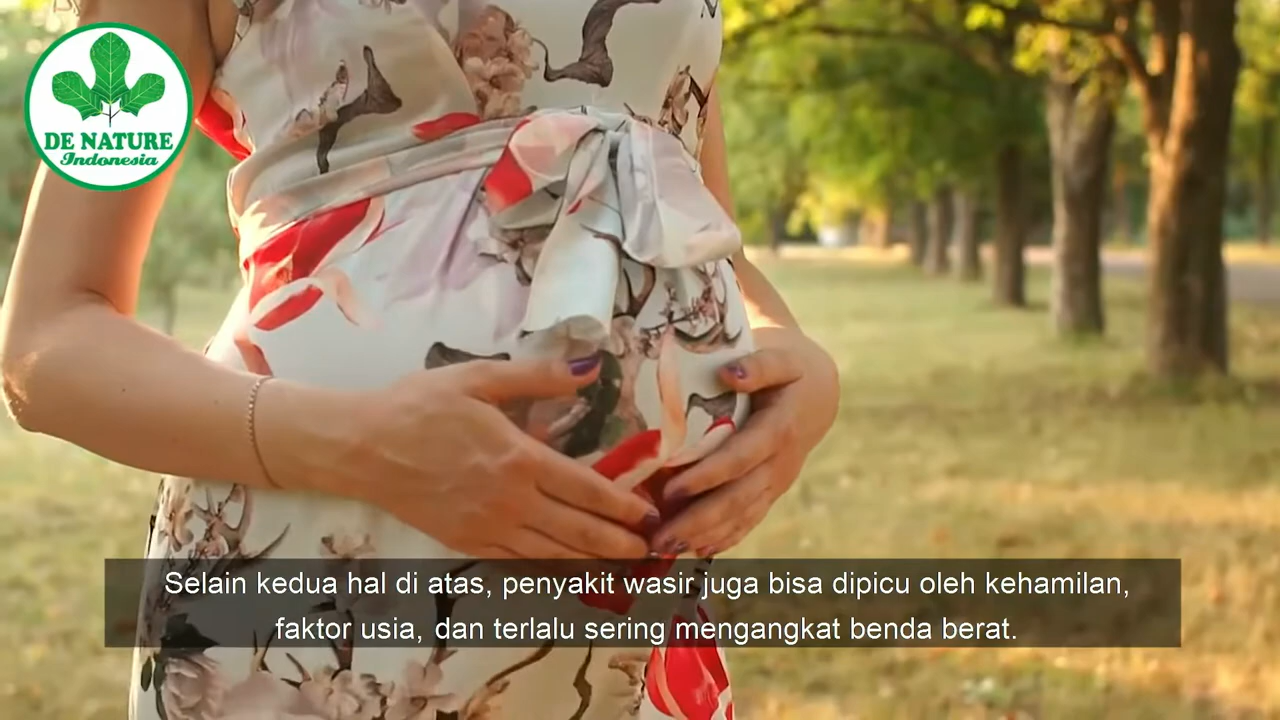 DE NATURE
Indonesia
Selain kedua hal di atas, penyakit wasir juga bisa dipicu oleh kehamilan,
faktor usia, dan terlalu sering mengangkat benda berat.